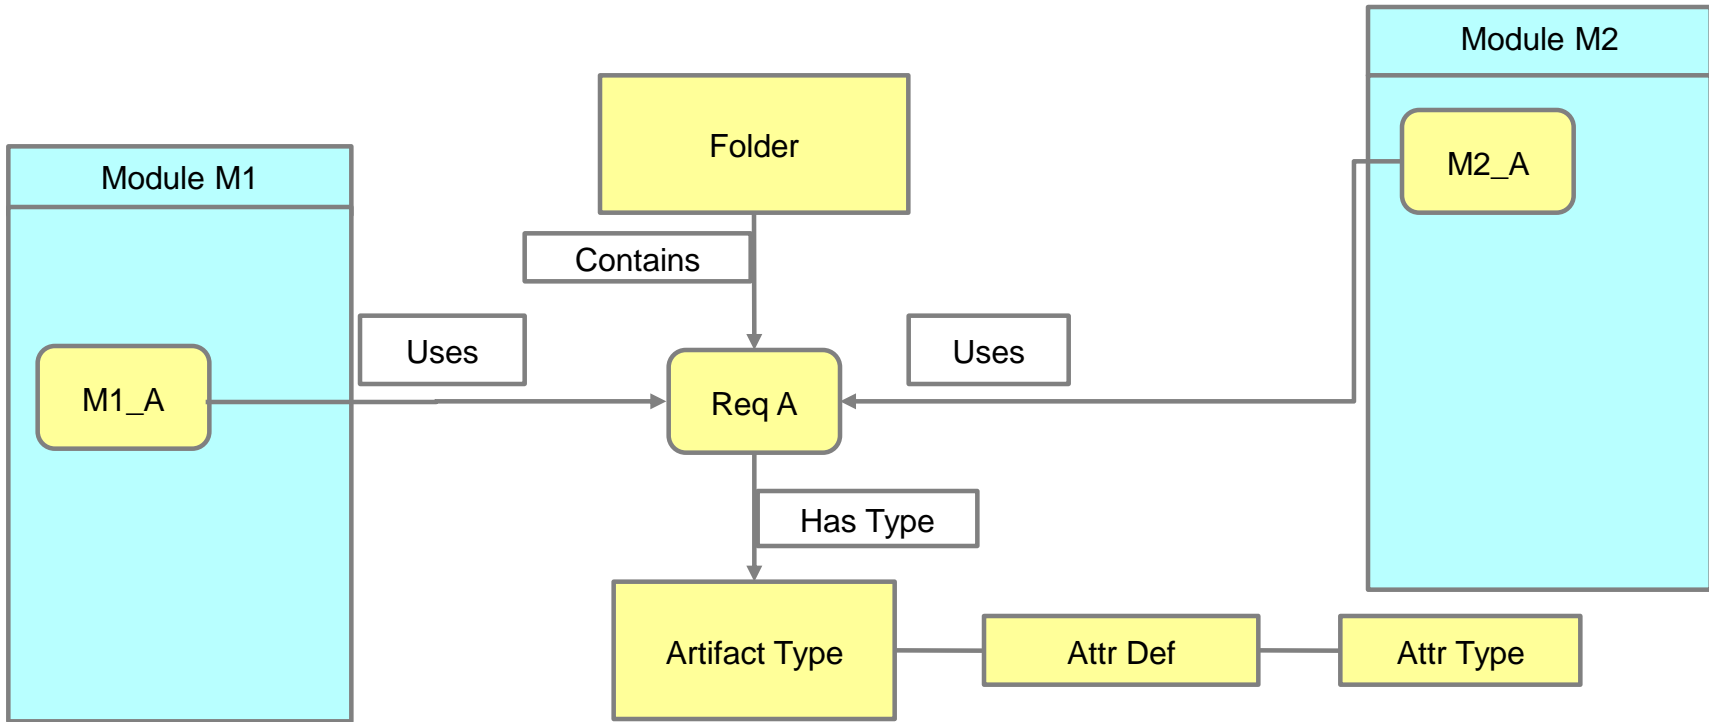 Module M2
Folder
M2_A
Module M1
Contains
Uses
Uses
M1_A
Req A
Has Type
Artifact Type
Attr Def
Attr Type